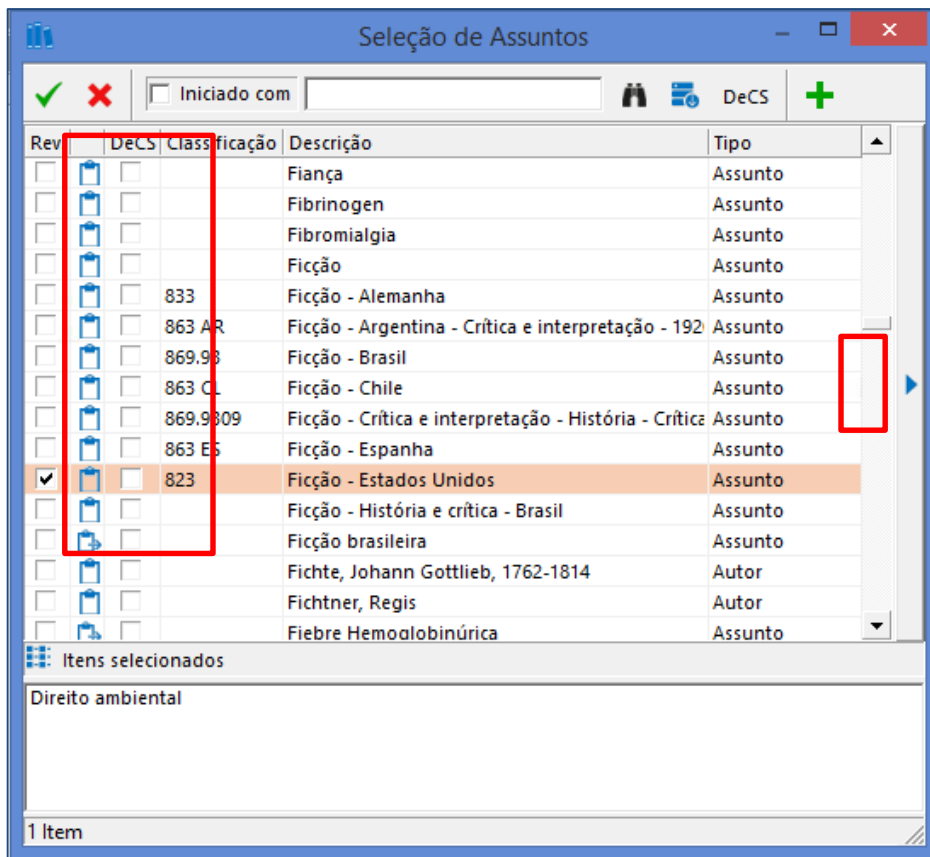 Seleção de Assuntos
Iniciado com DeCS
Rev DeCS Classificação Descrição Tipo
Fiança Assunto
Fibrinogen Assunto
Fibromialgia Assunto
Ficção Assunto
833 Ficção - Alemanha Assunto
863 AR Ficção - Argentina - Crítica e interpretação - 192 Assunto
869.93 Ficção - Brasil Assunto
863 CL Ficção - Chile Assunto
869.9309 Ficção - Crítica e interpretação - História - Crítica Assunto
863 ES Ficção - Espanha Assunto
823 Ficção - Estados Unidos Assunto
Ficção - História e crítica - Brasil Assunto
Ficção brasileira Assunto
Fichte, Johann Gottlieb, 1762-1814 Autor
Fichtner, Regis Autor
Fiebre Hemoglobinúrica Assunto
Itens selecionados
Direito ambiental
1 Item